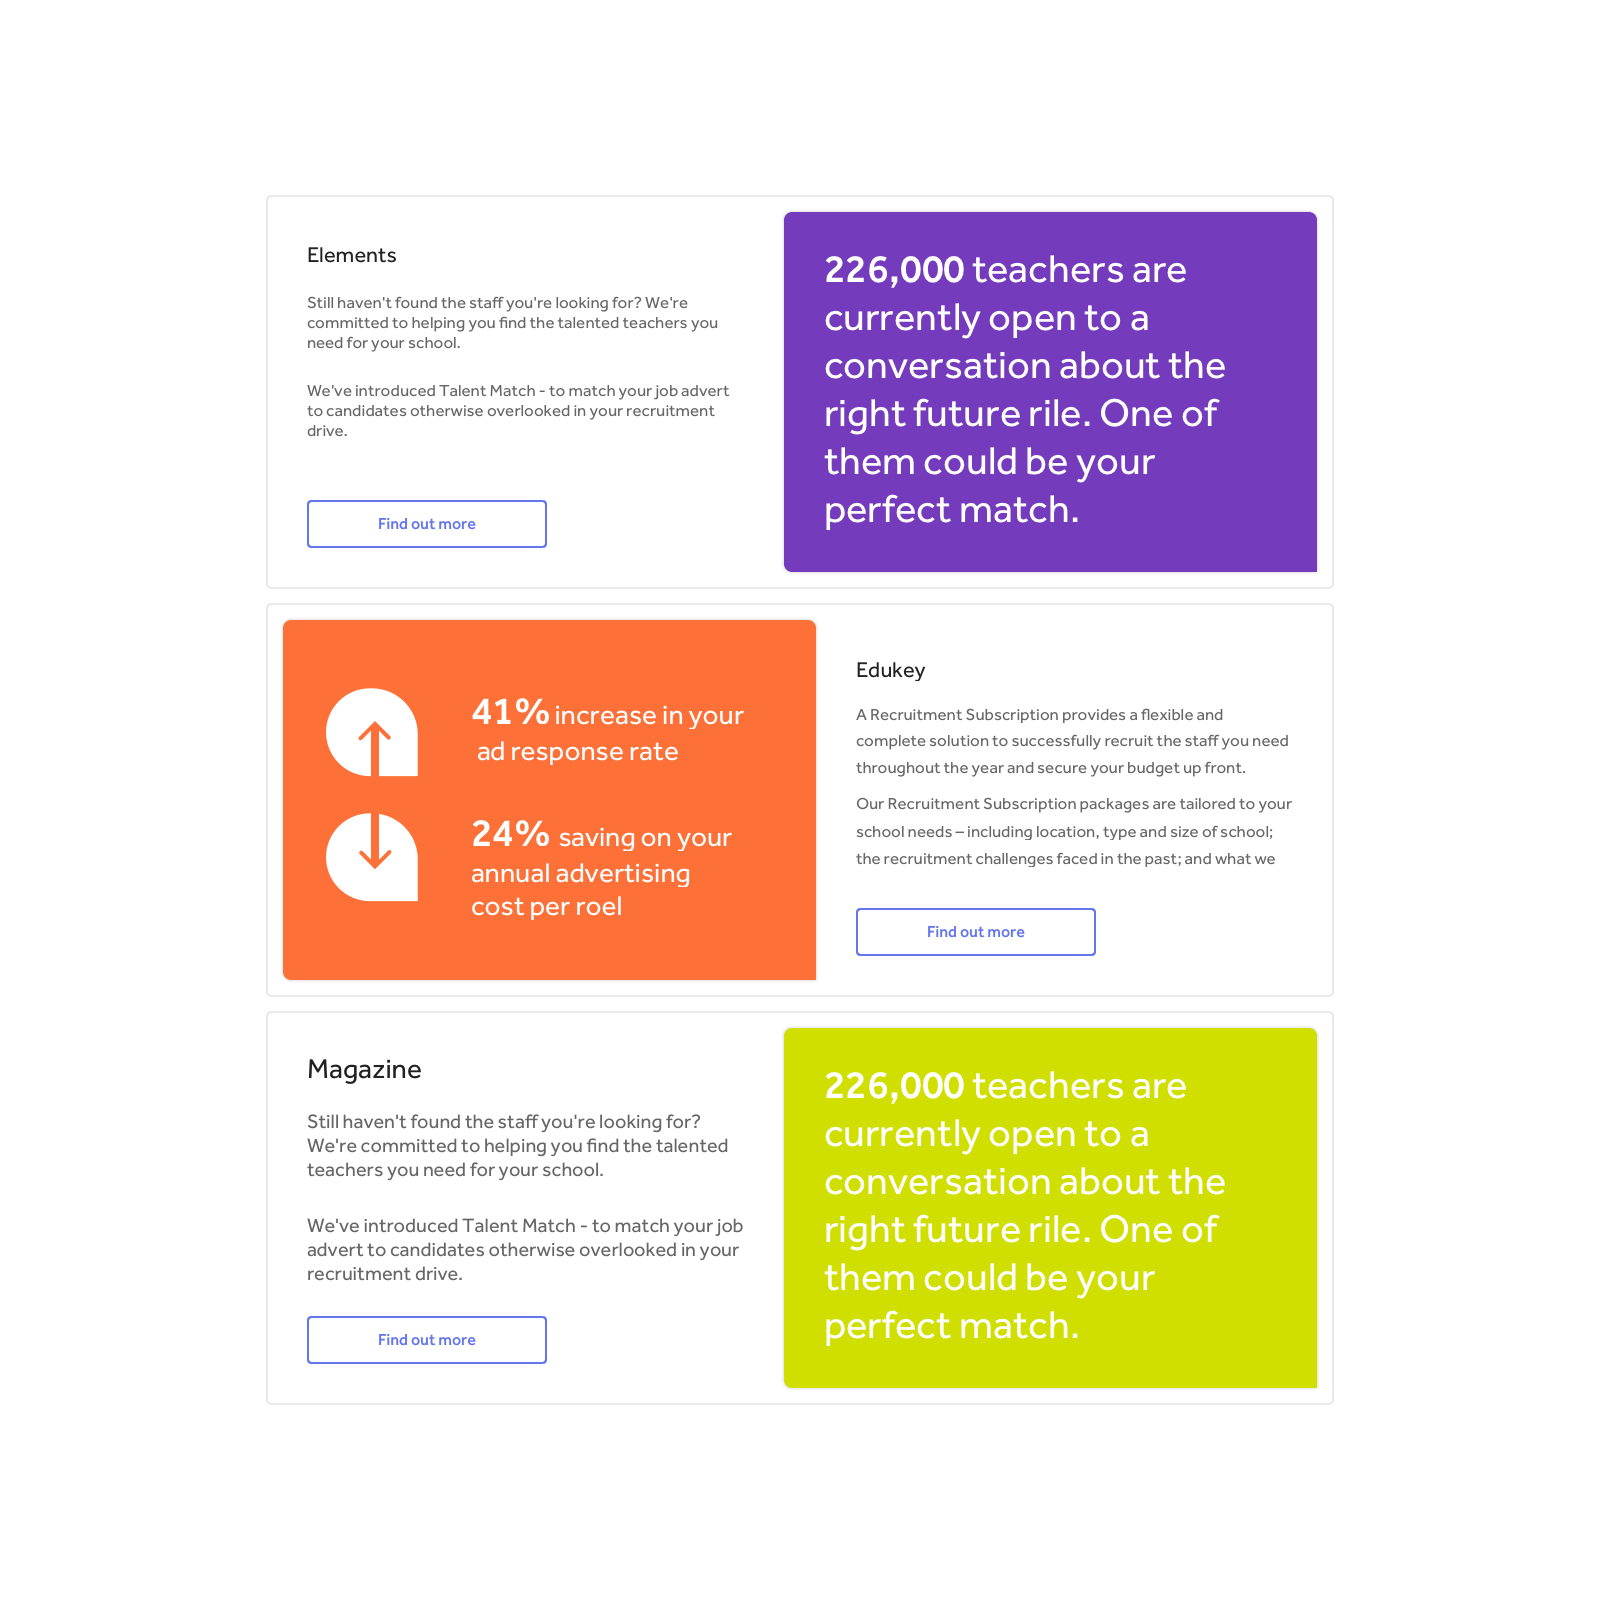 Elements
Still haven't found the staff you're looking for? We're
committed to helping you find the talented teachers you
need for your school.
We've introduced Talent Match - to match your job advert
to candidates otherwise overlooked in your recruitment
drive.
Find out more
226,000 teachers are
currently open to a
conversation about the
right future rile. One of
them could be your
perfect match.
41% increase in your
ad response rate
24% saving on your
annual advertising
cost per roel
Edukey
A Recruitment Subscription provides a flexible and
complete solution to successfully recruit the staff you need
throughout the year and secure your budget up front.
Our Recruitment Subscription packages are tailored to your
school needs – including location, type and size of school;
the recruitment challenges faced in the past; and what we
Find out more
Magazine
Still haven't found the staff you're looking for?
We're committed to helping you find the talented
teachers you need for your school.
We've introduced Talent Match - to match your job
advert to candidates otherwise overlooked in your
recruitment drive.
Find out more
226,000 teachers are
currently open to a
conversation about the
right future rile. One of
them could be your
perfect match.